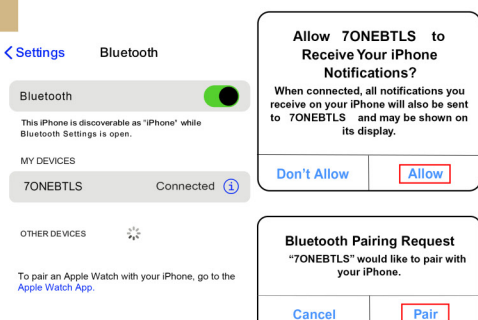 Settings Bluetooth
Bluetooth
This iPhone is discoverable as "iPhone" while
Bluetooth Settings is open.
MY DEVICES
7ONEBTLS Connected i
OTHER DEVICES
To pair an Apple Watch with your iPhone, go to the
Apple Watch App.
Allow 7ONEBTLS to
Receive Your iPhone
Notifications?
When connected, all notifications you
receive on your iPhone will also be sent
to 7ONEBTLS and may be shown on
its display.
Don't Allow Allow
Bluetooth Pairing Request
"7ONEBTLS" would like to pair with
your iPhone.
Cancel Pair